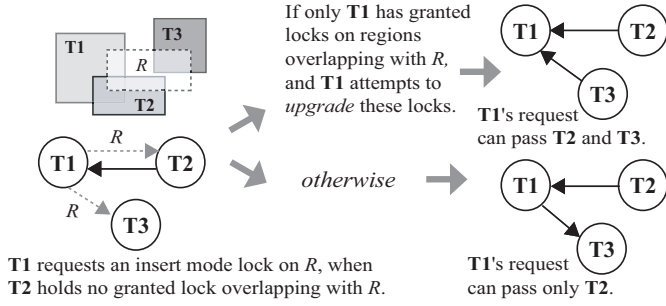 T1
T3
R
T2
If only T1 has granted
locks on regions
overlapping with R,
and T1 attempts to
upgrade these locks.
T1
T2
T3
T1's request
can pass T2 and T3.
R
T1
T2
R
T3
otherwise
T1
T2
T3
T1's request
can pass only T2.
T1 requests an insert mode lock on R, when
T2 holds no granted lock overlapping with R.